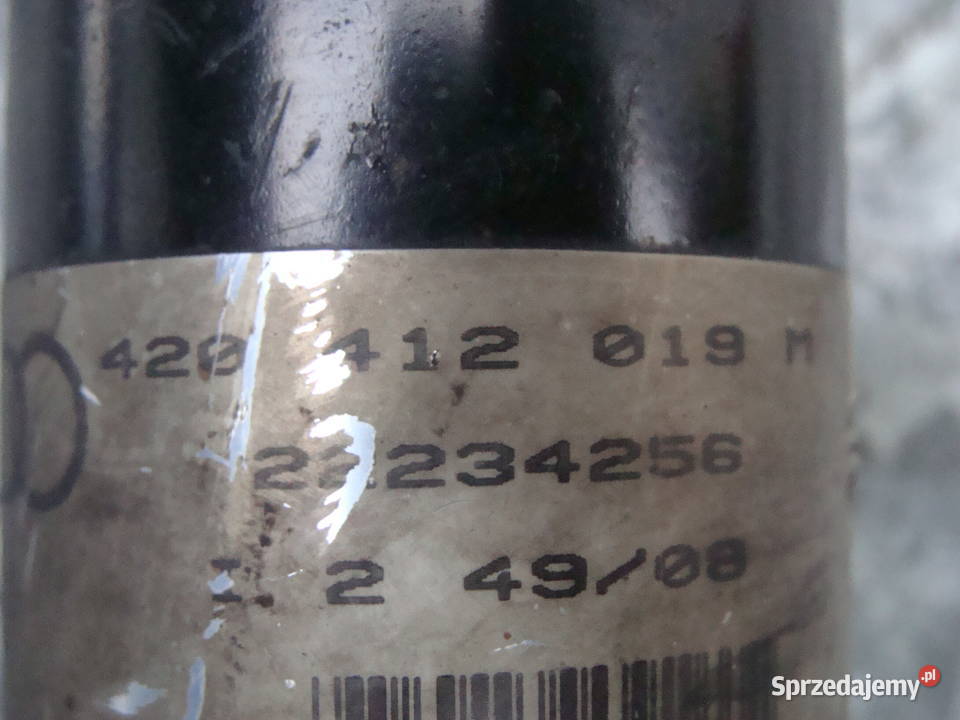 420 412 019 M
22234256
I 2 49/08
Sprzedajemy.pl